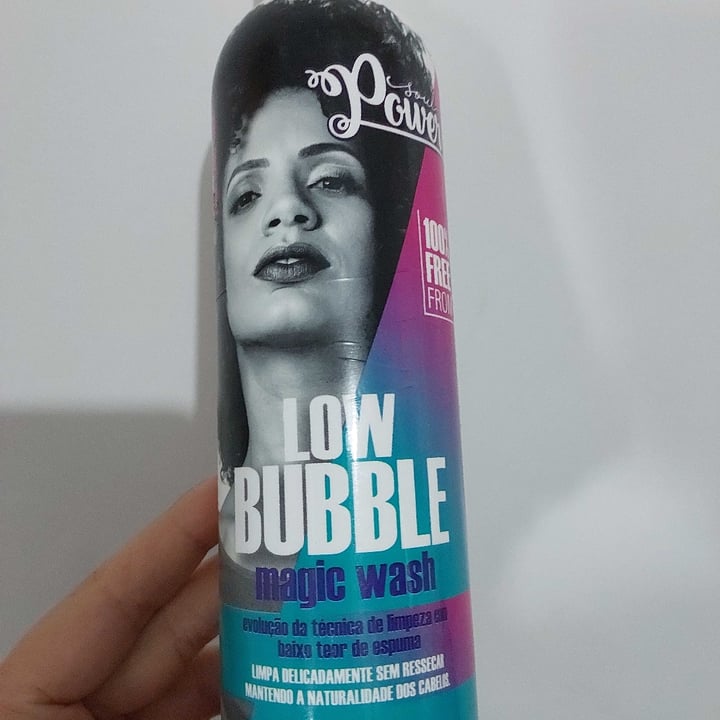 soul
Power
100%
FREE
FROM
LOW
BUBBLE
magic wash
evolução da técnica de limpeza em
baixo teor de espuma
LIMPA DELICADAMENTE SEM RESSECAR
MANTENDO A NATURALIDADE DOS CABELOS.